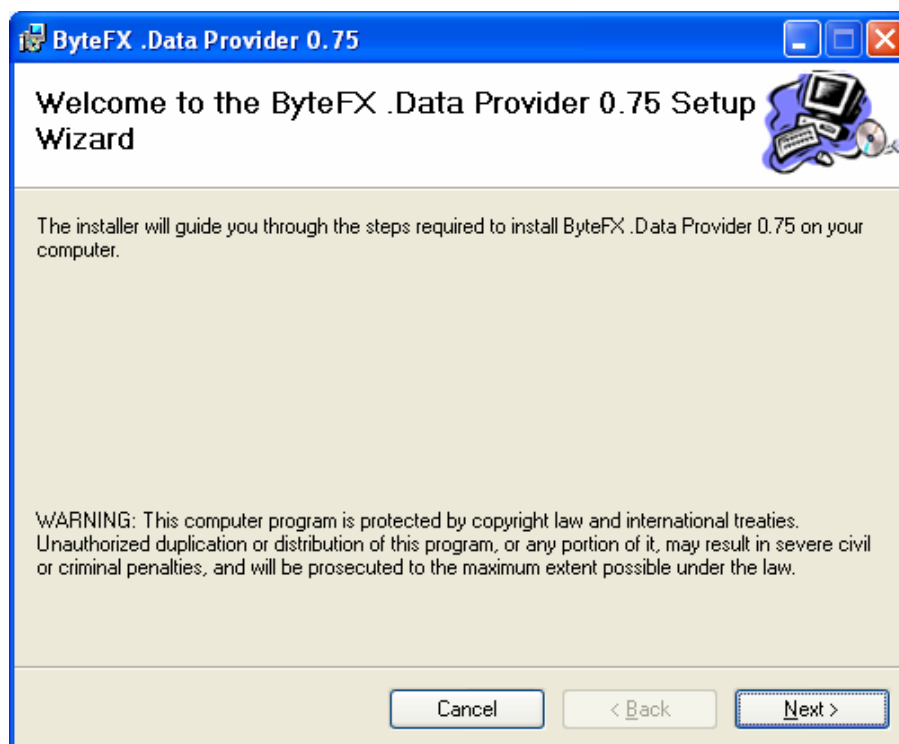 ByteFX .Data Provider 0.75
Welcome to the ByteFX .Data Provider 0.75 Setup
Wizard
The installer will guide you through the steps required to install ByteFX .Data Provider 0.75 on your
computer.
WARNING: This computer program is protected by copyright law and international treaties.
Unauthorized duplication or distribution of this program, or any portion of it, may result in severe civil
or criminal penalties, and will be prosecuted to the maximum extent possible under the law.
Cancel < Back Next >